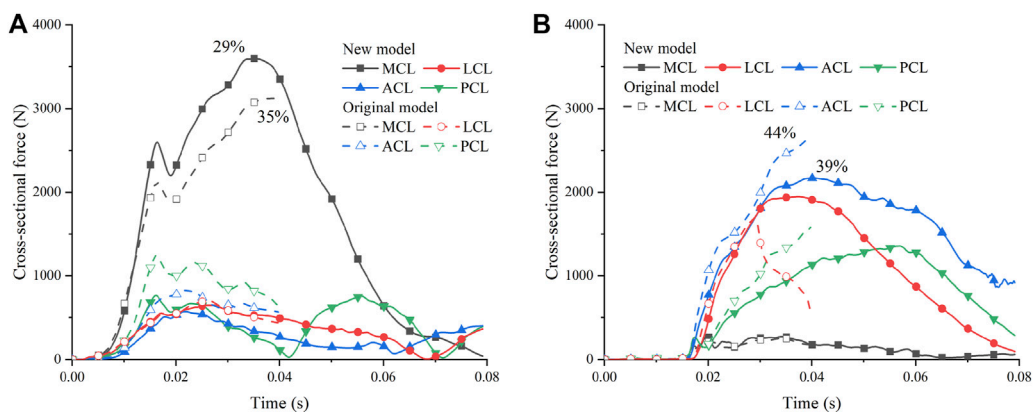 A
4000
3000
2000
1000
0
0.00
0.02
0.04
0.06
0.08
Cross-sectional force (N)
Time (s)
29%
35%
New model
MCL LCL
ACL PCL
Original model
MCL LCL
ACL PCL
B
4000
3000
2000
1000
0
0.00
0.02
0.04
0.06
0.08
Cross-sectional force (N)
Time (s)
New model
MCL LCL ACL PCL
Original model
MCL LCL ACL PCL
44%
39%